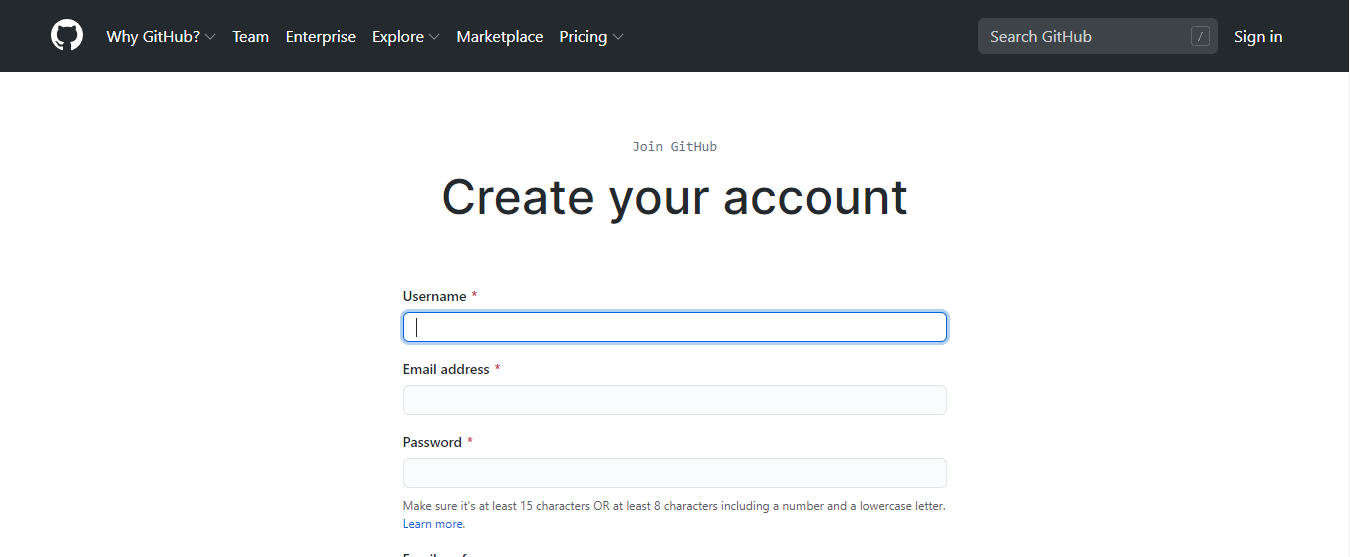 Why GitHub? Team Enterprise Explore Marketplace Pricing Search GitHub / Sign in
Join GitHub
Create your account
Username *
Email address *
Password *
Make sure it's at least 15 characters OR at least 8 characters including a number and a lowercase letter.
Learn more.